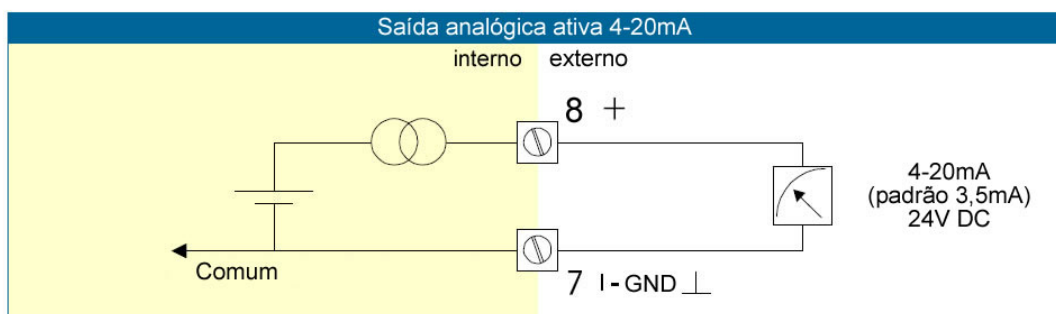 Saída analógica ativa 4-20mA
interno externo
8 +
4-20mA
(padrão 3,5mA)
24V DC
Comum
7 I - GND ⊥